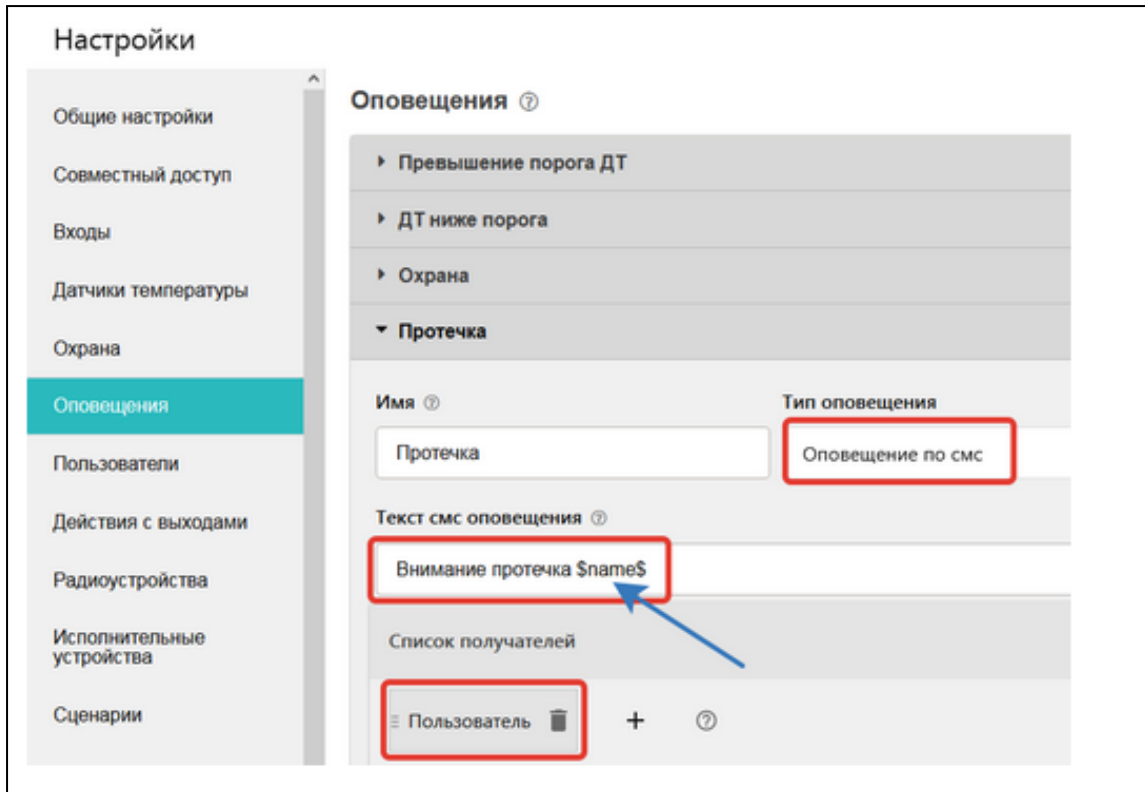 Настройки
Общие настройки
Совместный доступ
Входы
Датчики температуры
Охрана
Оповещения
Пользователи
Действия с выходами
Радиоустройства
Исполнительные
устройства
Сценарии
Оповещения ?
Превышение порога ДТ
ДТ ниже порога
Охрана
Протечка
Имя ?
Тип оповещения
Протечка
Оповещение по смс
Текст смс оповещения ?
Внимание протечка $name$
Список получателей
Пользователь + ?